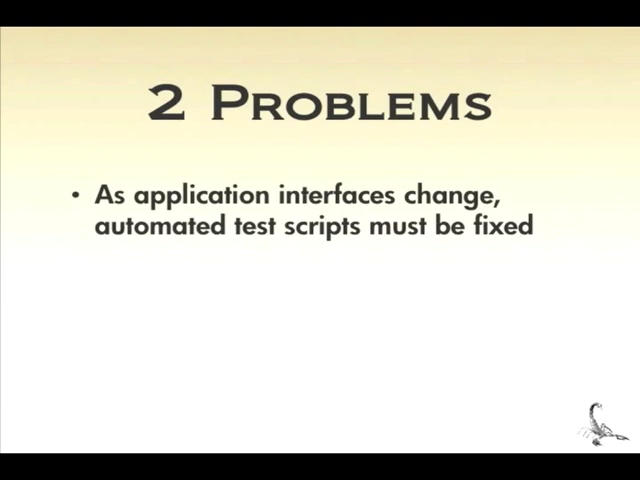 2 PROBLEMS
• As application interfaces change,
automated test scripts must be fixed